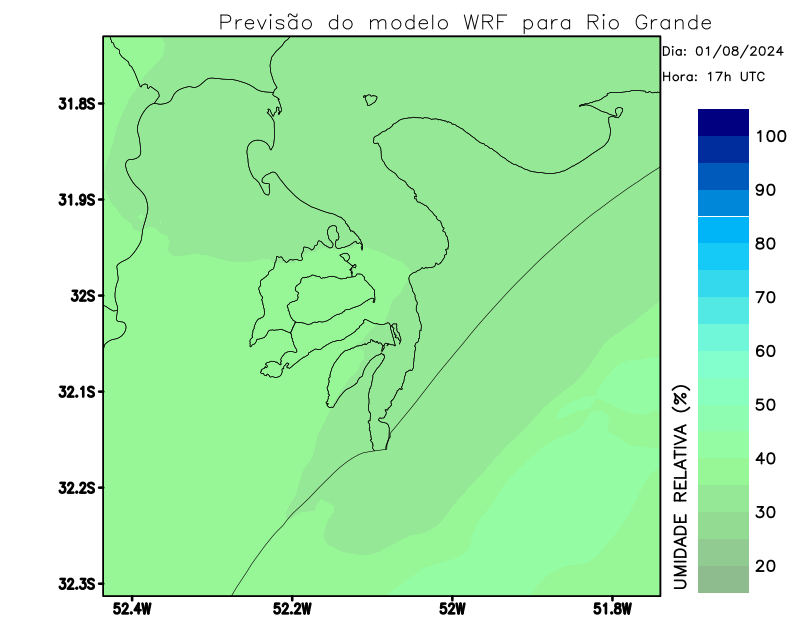 Previsão do modelo WRF para Rio Grande
Dia: 01/08/2024
Hora: 17h UTC
31.8S
31.9S
32S
32.1S
32.2S
32.3S
52.4W
52.2W
52W
51.8W
UMIDADE RELATIVA (%)
100
90
80
70
60
50
40
30
20